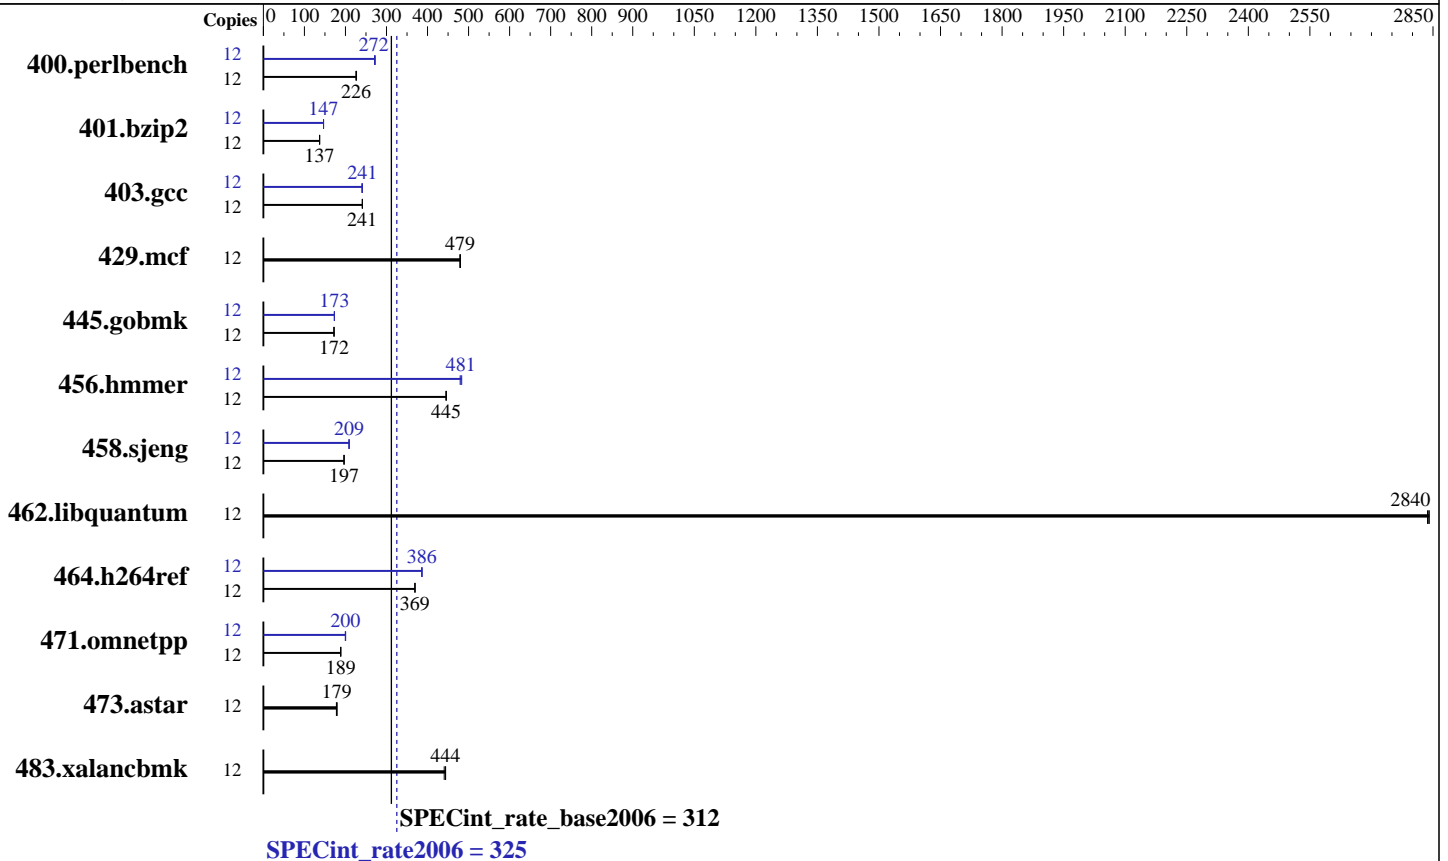 Copies 0 100 200 300 400 500 600 700 800 900 1050 1200 1350 1500 1650 1800 1950 2100 2250 2400 2550 2850
400.perlbench 12 272
12 226
401.bzip2 12 147
12 137
403.gcc 12 241
12 241
429.mcf 12 479
445.gobmk 12 173
12 172
456.hmmer 12 481
12 445
458.sjeng 12 209
12 197
462.libquantum 12 2840
464.h264ref 12 386
12 369
471.omnetpp 12 200
12 189
473.astar 12 179
483.xalancbmk 12 444
SPECint_rate_base2006 = 312
SPECint_rate2006 = 325